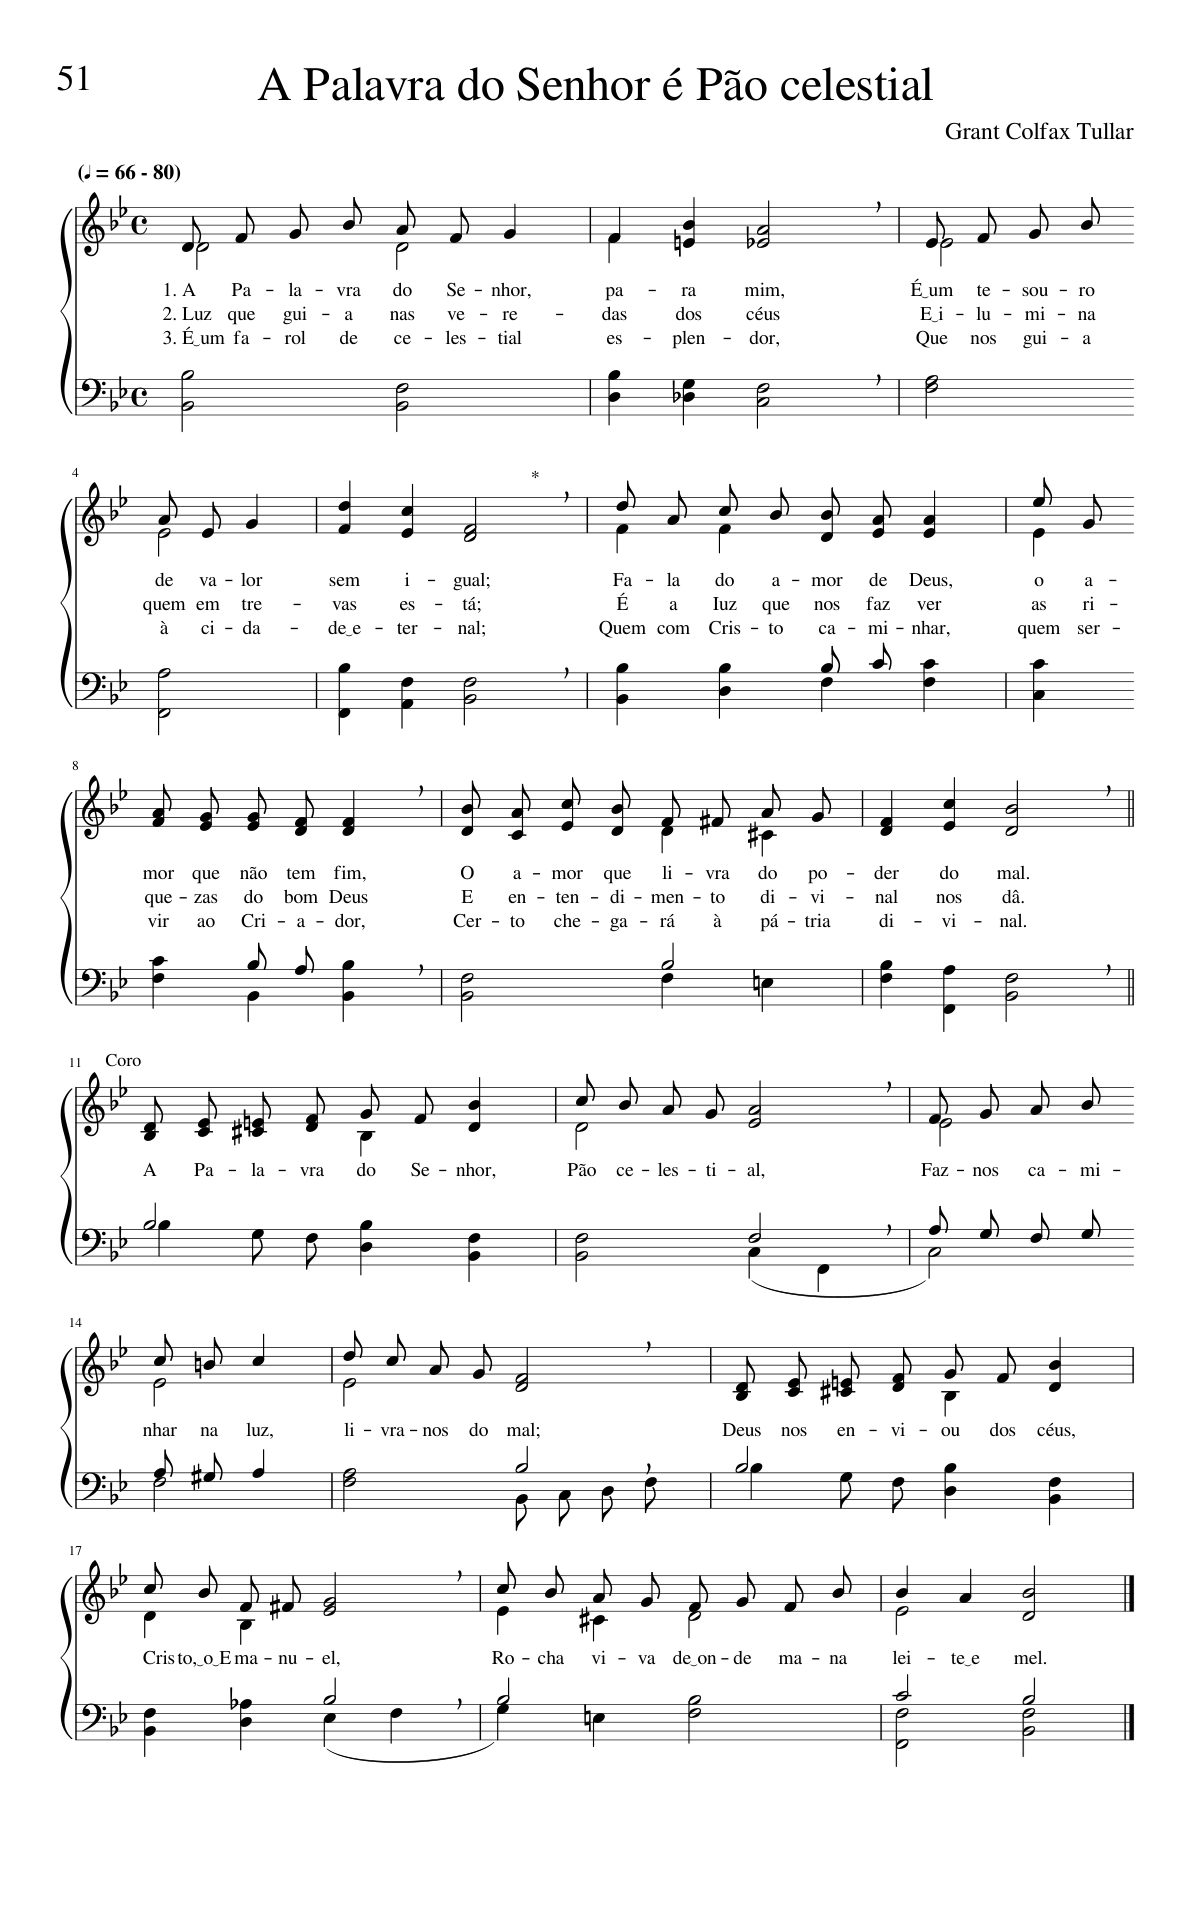 51
A Palavra do Senhor é Pão celestial
Grant Colfax Tullar
(♩ = 66 - 80)
1. A Pa - la - vra do Se - nhor, pa - ra mim, É‿um te - sou - ro
2. Luz que gui - a nas ve - re - das dos céus E‿i - lu - mi - na
3. É‿um fa - rol de ce - les - tial es - plen - dor, Que nos gui - a
4
*
de va - lor sem i - gual; Fa - la do a - mor de Deus, o a -
quem em tre - vas es - tá; É a Iuz que nos faz ver as ri -
à ci - da - de‿e - ter - nal; Quem com Cris - to ca - mi - nhar, quem ser -
8
mor que não tem fim, O a - mor que li - vra do po - der do mal.
que - zas do bom Deus E en - ten - di - men - to di - vi - nal nos dâ.
vir ao Cri - a - dor, Cer - to che - ga - rá à pá - tria di - vi - nal.
11 Coro
A Pa - la - vra do Se - nhor, Pão ce - les - ti - al, Faz - nos ca - mi -
14
nhar na luz, li - vra - nos do mal; Deus nos en - vi - ou dos céus,
17
Cris to,‿o‿E ma - nu - el, Ro - cha vi - va de‿on - de ma - na lei - te‿e mel.